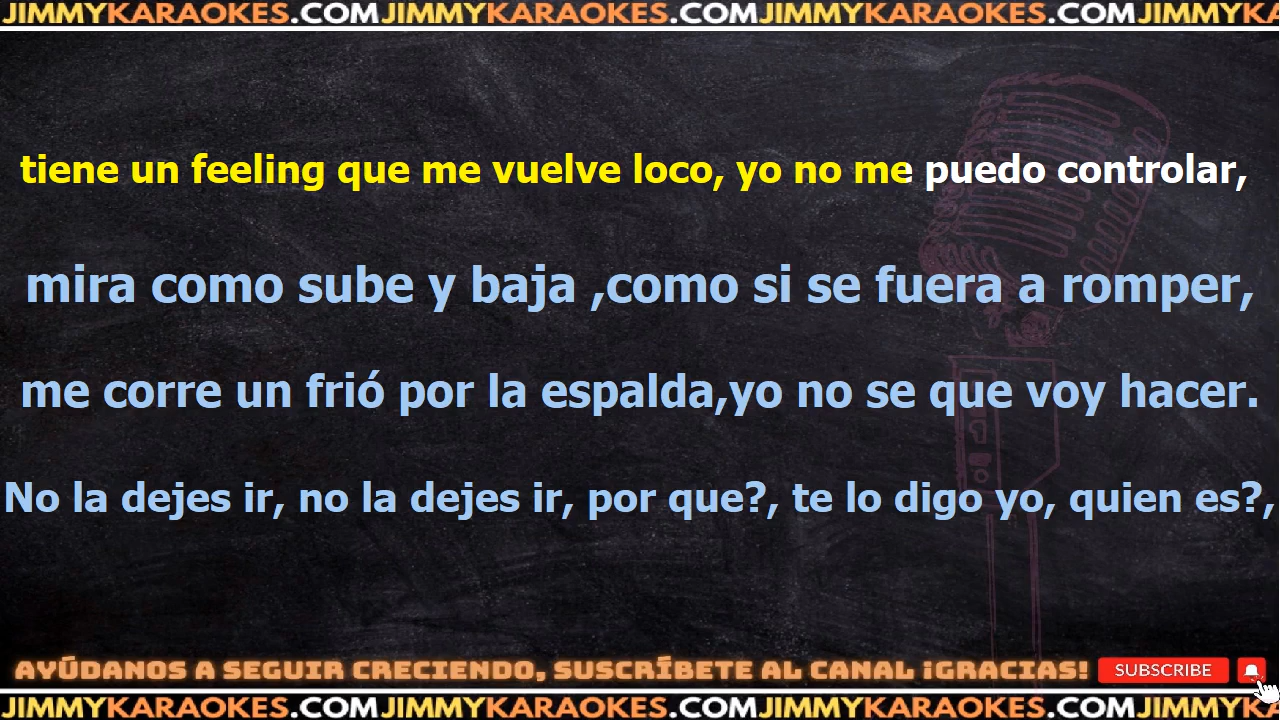 JIMMYKARAOKES.COMJIMMYKARAOKES.COMJIMMYKARAOKES.COMJIMMYKA
tiene un feeling que me vuelve loco, yo no me puedo controlar,
mira como sube y baja ,como si se fuera a romper,
me corre un frió por la espalda,yo no se que voy hacer.
No la dejes ir, no la dejes ir, por que?, te lo digo yo, quien es?,
AYÚDANOS A SEGUIR CRECIENDO, SUSCRÍBETE AL CANAL ¡GRACIAS! SUBSCRIBE
JIMMYKARAOKES.COMJIMMYKARAOKES.COMJIMMYKARAOKES.COMJIMMYKA